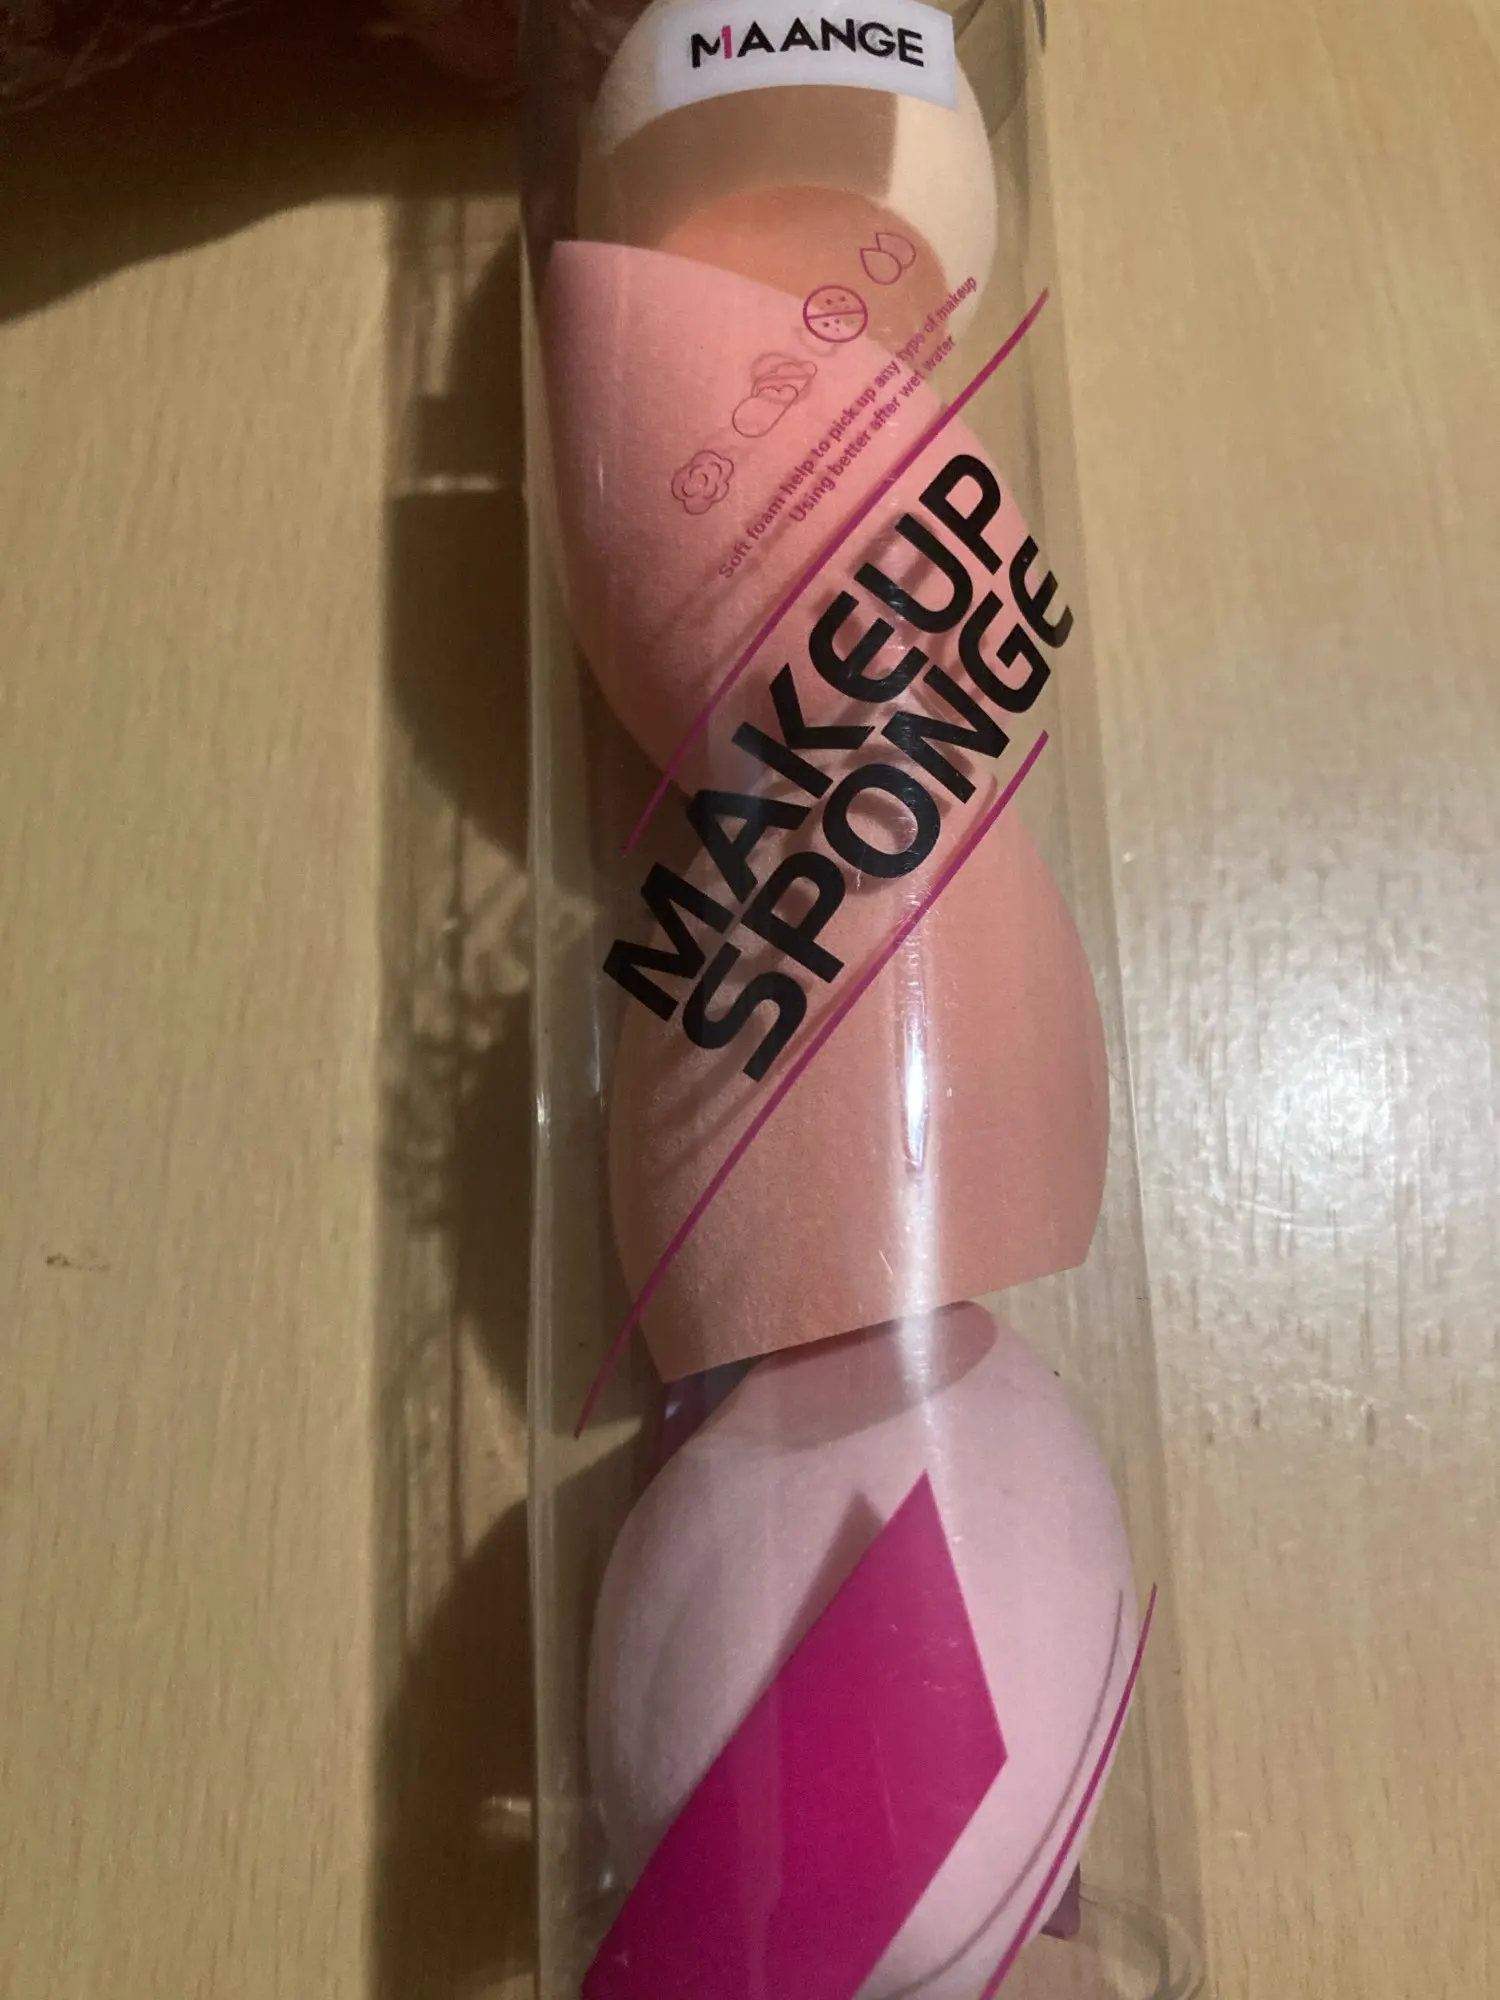 MAANGE
Soft foam help to pick up any type of makeup
Using better after wet water
MAKEUP
SPONGE